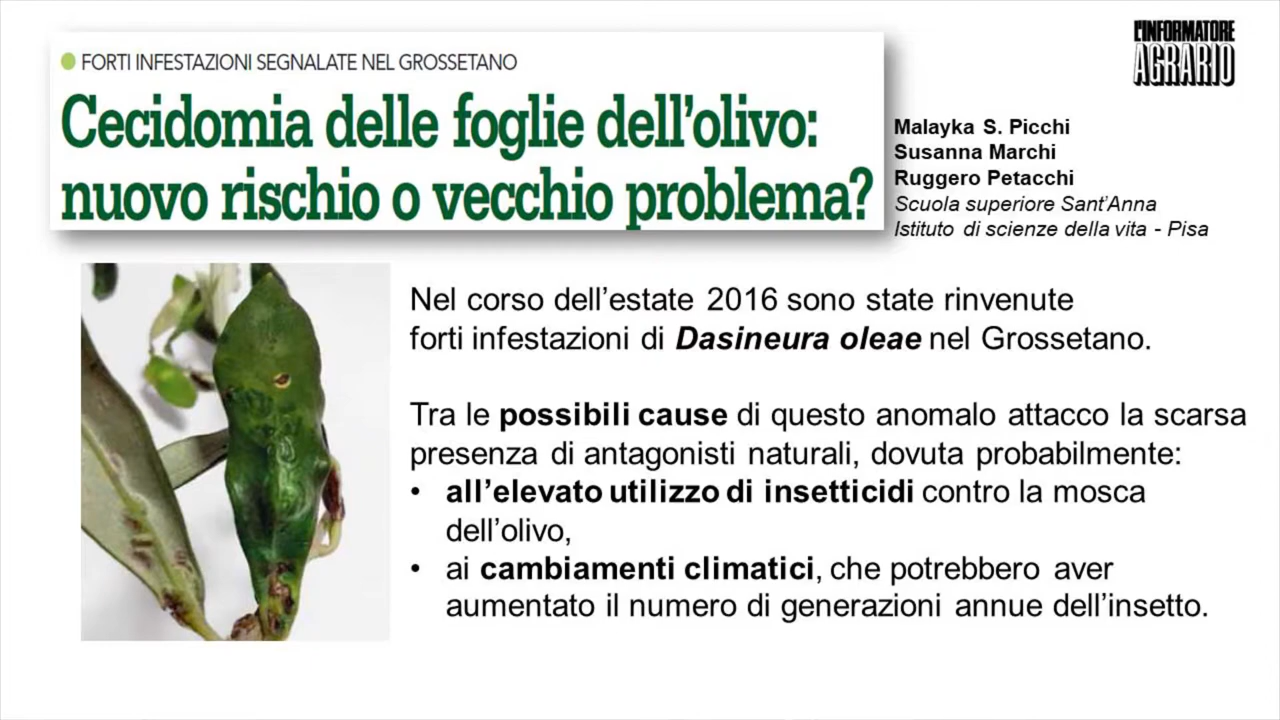 FORTI INFESTAZIONI SEGNALATE NEL GROSSETANO
Cecidomia delle foglie dell'olivo:
nuovo rischio o vecchio problema?
L'INFORMATORE
AGRARIO
Malayka S. Picchi
Susanna Marchi
Ruggero Petacchi
Scuola superiore Sant'Anna
Istituto di scienze della vita - Pisa
Nel corso dell'estate 2016 sono state rinvenute
forti infestazioni di Dasineura oleae nel Grossetano.
Tra le possibili cause di questo anomalo attacco la scarsa
presenza di antagonisti naturali, dovuta probabilmente:
• all'elevato utilizzo di insetticidi contro la mosca
dell'olivo,
• ai cambiamenti climatici, che potrebbero aver
aumentato il numero di generazioni annue dell'insetto.